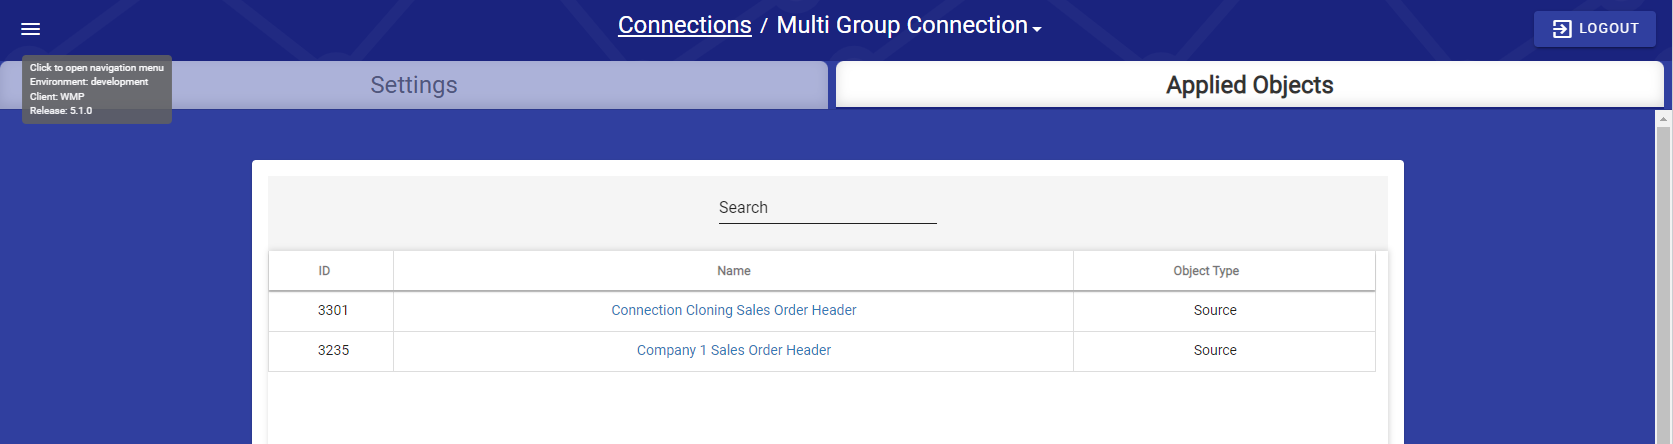 Connections / Multi Group Connection
LOGOUT
Click to open navigation menu
Environment: development
Client: WMP
Release: 5.1.0
Settings
Applied Objects
Search
ID Name Object Type
3301 Connection Cloning Sales Order Header Source
3235 Company 1 Sales Order Header Source